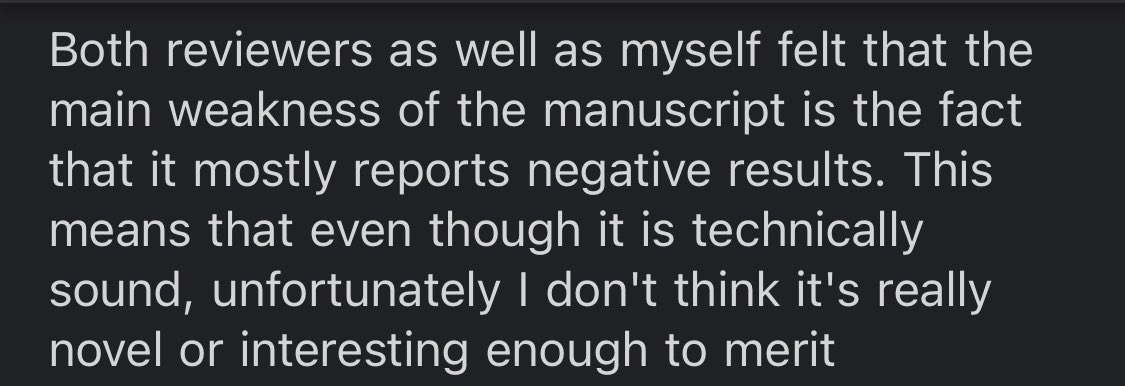 Both reviewers as well as myself felt that the
main weakness of the manuscript is the fact
that it mostly reports negative results. This
means that even though it is technically
sound, unfortunately I don't think it's really
novel or interesting enough to merit